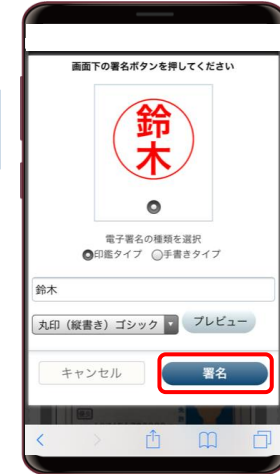 画面下の署名ボタンを押してください
鈴
木
電子署名の種類を選択
印鑑タイプ 手書きタイプ
鈴木
丸印（縦書き）ゴシック プレビュー
キャンセル 署名